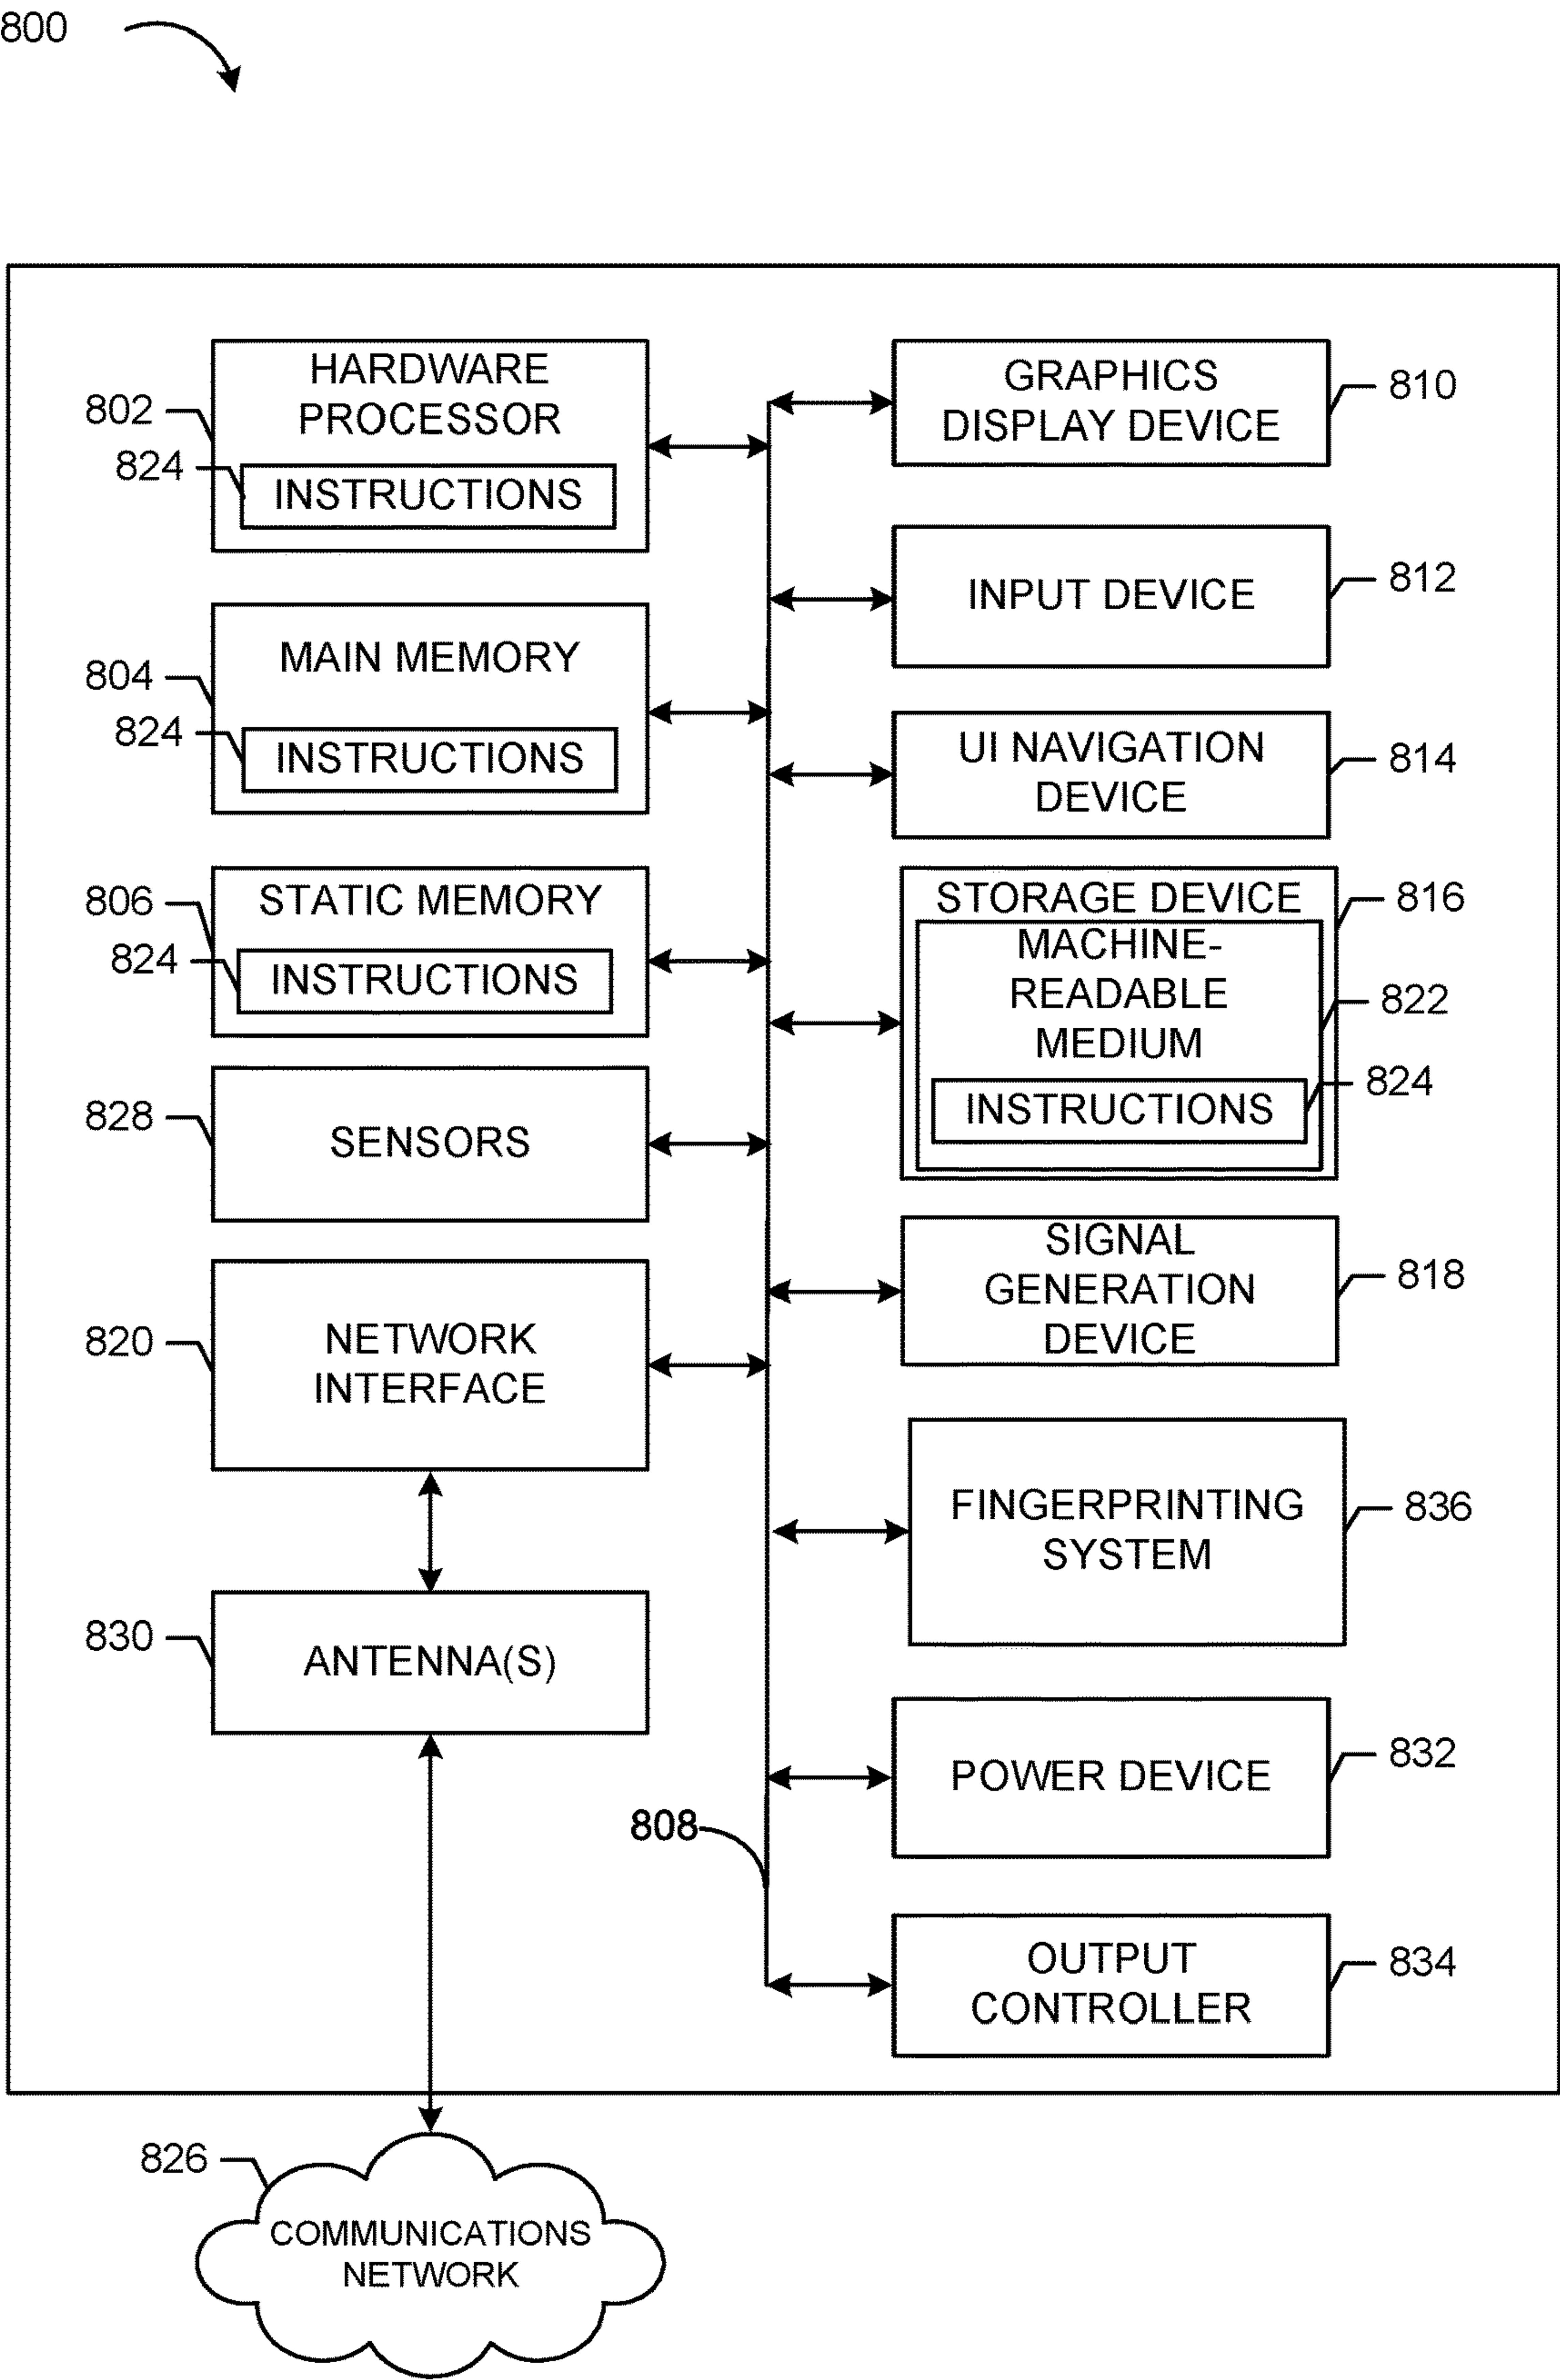 800
HARDWARE
PROCESSOR
802
824
INSTRUCTIONS
MAIN MEMORY
804
824
INSTRUCTIONS
STATIC MEMORY
806
824
INSTRUCTIONS
828
SENSORS
820
NETWORK
INTERFACE
830
ANTENNA(S)
808
GRAPHICS
DISPLAY DEVICE
810
INPUT DEVICE
812
UI NAVIGATION
DEVICE
814
STORAGE DEVICE
816
MACHINE-
READABLE
MEDIUM
822
INSTRUCTIONS
824
SIGNAL
GENERATION
DEVICE
818
FINGERPRINTING
SYSTEM
836
POWER DEVICE
832
OUTPUT
CONTROLLER
834
826
COMMUNICATIONS
NETWORK